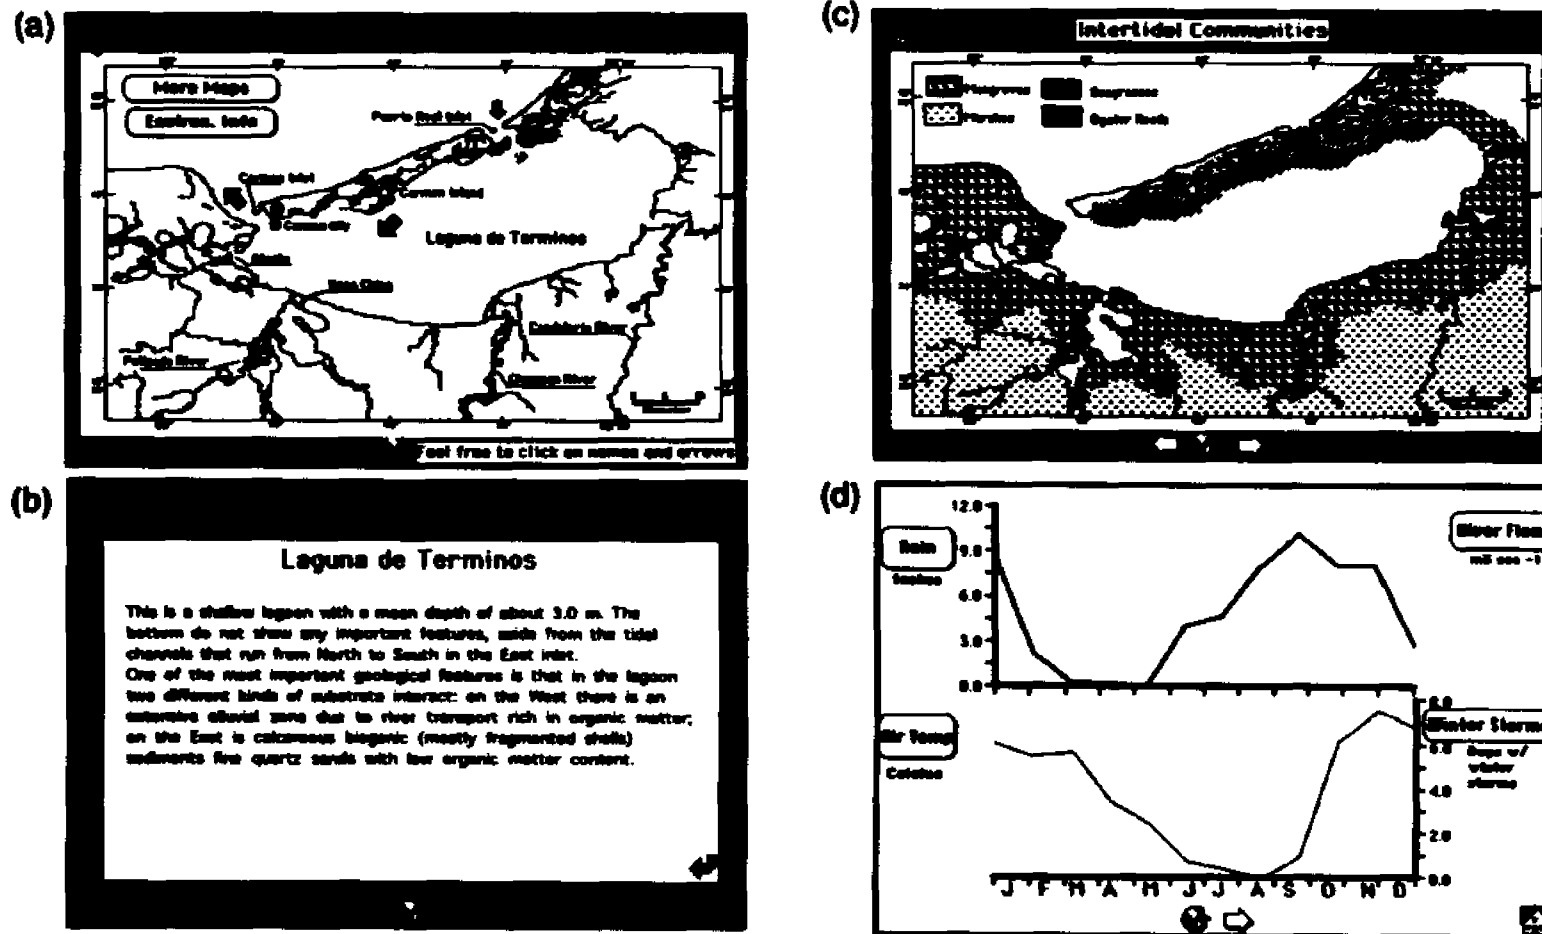 (a)
More Maps
Environ. Info
Puerto Real Inlet
Carmen Inlet
Carmen Island
Carmen city
Laguna de Terminos
Candelaria River
Palizada River
Chumpan River
Feel free to click on names and arrows
(b)
Laguna de Terminos
This is a shallow lagoon with a mean depth of about 3.0 m. The
bottom do not show any important features, aside from the tidal
channels that run from North to South in the East inlet.
One of the most important geological features is that in the lagoon
two different kinds of substrate interact: on the West there is an
extensive alluvial zone due to river transport rich in organic matter;
on the East is calcareous biogenic (mostly fragmented shells)
sediments fine quartz sands with low organic matter content.
(c)
Intertidal Communities
Mangroves
Seagrasses
Marshes
Oyster Reefs
(d)
12.0
9.0
6.0
3.0
0.0
Rain
Inches
River Flow
m3 sec -1
Air Temp
Celsius
8.0
6.0
4.0
2.0
0.0
Winter Storms
Days w/
winter
storms
J F M A M J J A S O N D